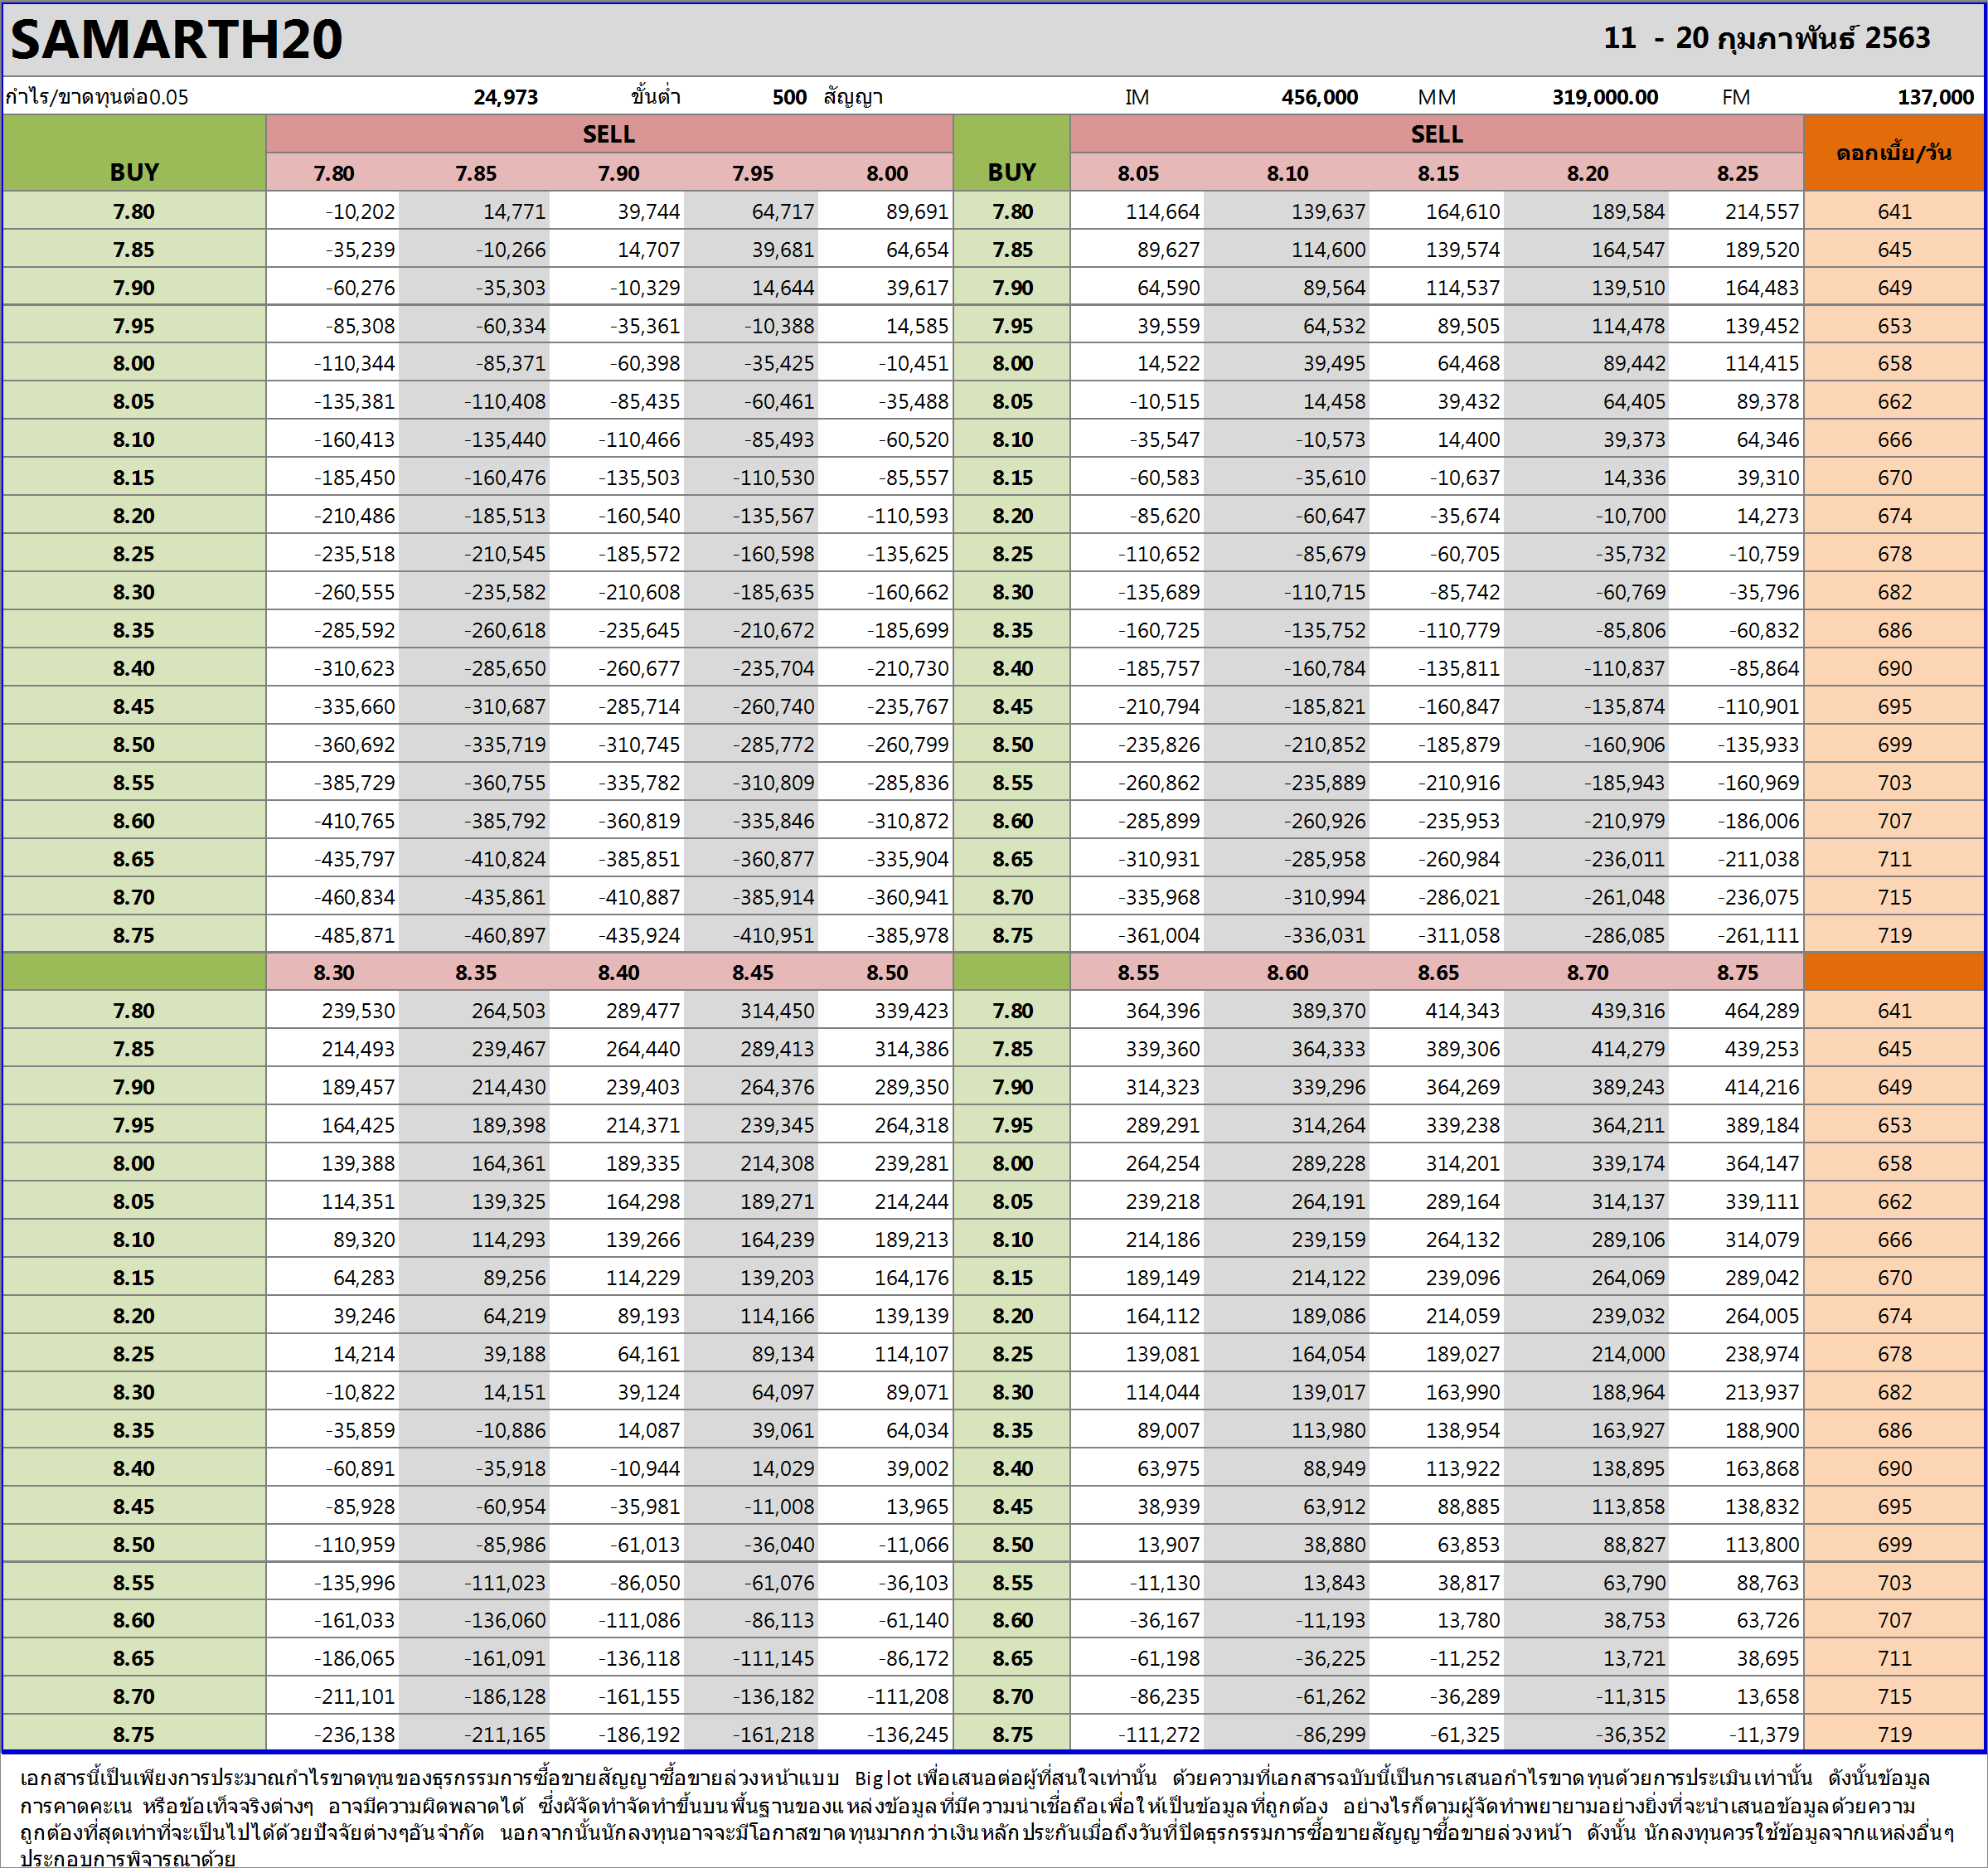 SAMARTH20 11 - 20 กุมภาพันธ์ 2563
กำไร/ขาดทุนต่อ0.05 24,973 ขั้นต่ำ 500 สัญญา IM 456,000 MM 319,000.00 FM 137,000
SELL SELL ดอกเบี้ย/วัน
BUY 7.80 7.85 7.90 7.95 8.00 BUY 8.05 8.10 8.15 8.20 8.25
7.80 -10,202 14,771 39,744 64,717 89,691 7.80 114,664 139,637 164,610 189,584 214,557 641
7.85 -35,239 -10,266 14,707 39,681 64,654 7.85 89,627 114,600 139,574 164,547 189,520 645
7.90 -60,276 -35,303 -10,329 14,644 39,617 7.90 64,590 89,564 114,537 139,510 164,483 649
7.95 -85,308 -60,334 -35,361 -10,388 14,585 7.95 39,559 64,532 89,505 114,478 139,452 653
8.00 -110,344 -85,371 -60,398 -35,425 -10,451 8.00 14,522 39,495 64,468 89,442 114,415 658
8.05 -135,381 -110,408 -85,435 -60,461 -35,488 8.05 -10,515 14,458 39,432 64,405 89,378 662
8.10 -160,413 -135,440 -110,466 -85,493 -60,520 8.10 -35,547 -10,573 14,400 39,373 64,346 666
8.15 -185,450 -160,476 -135,503 -110,530 -85,557 8.15 -60,583 -35,610 -10,637 14,336 39,310 670
8.20 -210,486 -185,513 -160,540 -135,567 -110,593 8.20 -85,620 -60,647 -35,674 -10,700 14,273 674
8.25 -235,518 -210,545 -185,572 -160,598 -135,625 8.25 -110,652 -85,679 -60,705 -35,732 -10,759 678
8.30 -260,555 -235,582 -210,608 -185,635 -160,662 8.30 -135,689 -110,715 -85,742 -60,769 -35,796 682
8.35 -285,592 -260,618 -235,645 -210,672 -185,699 8.35 -160,725 -135,752 -110,779 -85,806 -60,832 686
8.40 -310,623 -285,650 -260,677 -235,704 -210,730 8.40 -185,757 -160,784 -135,811 -110,837 -85,864 690
8.45 -335,660 -310,687 -285,714 -260,740 -235,767 8.45 -210,794 -185,821 -160,847 -135,874 -110,901 695
8.50 -360,692 -335,719 -310,745 -285,772 -260,799 8.50 -235,826 -210,852 -185,879 -160,906 -135,933 699
8.55 -385,729 -360,755 -335,782 -310,809 -285,836 8.55 -260,862 -235,889 -210,916 -185,943 -160,969 703
8.60 -410,765 -385,792 -360,819 -335,846 -310,872 8.60 -285,899 -260,926 -235,953 -210,979 -186,006 707
8.65 -435,797 -410,824 -385,851 -360,877 -335,904 8.65 -310,931 -285,958 -260,984 -236,011 -211,038 711
8.70 -460,834 -435,861 -410,887 -385,914 -360,941 8.70 -335,968 -310,994 -286,021 -261,048 -236,075 715
8.75 -485,871 -460,897 -435,924 -410,951 -385,978 8.75 -361,004 -336,031 -311,058 -286,085 -261,111 719
8.30 8.35 8.40 8.45 8.50 8.55 8.60 8.65 8.70 8.75
7.80 239,530 264,503 289,477 314,450 339,423 7.80 364,396 389,370 414,343 439,316 464,289 641
7.85 214,493 239,467 264,440 289,413 314,386 7.85 339,360 364,333 389,306 414,279 439,253 645
7.90 189,457 214,430 239,403 264,376 289,350 7.90 314,323 339,296 364,269 389,243 414,216 649
7.95 164,425 189,398 214,371 239,345 264,318 7.95 289,291 314,264 339,238 364,211 389,184 653
8.00 139,388 164,361 189,335 214,308 239,281 8.00 264,254 289,228 314,201 339,174 364,147 658
8.05 114,351 139,325 164,298 189,271 214,244 8.05 239,218 264,191 289,164 314,137 339,111 662
8.10 89,320 114,293 139,266 164,239 189,213 8.10 214,186 239,159 264,132 289,106 314,079 666
8.15 64,283 89,256 114,229 139,203 164,176 8.15 189,149 214,122 239,096 264,069 289,042 670
8.20 39,246 64,219 89,193 114,166 139,139 8.20 164,112 189,086 214,059 239,032 264,005 674
8.25 14,214 39,188 64,161 89,134 114,107 8.25 139,081 164,054 189,027 214,000 238,974 678
8.30 -10,822 14,151 39,124 64,097 89,071 8.30 114,044 139,017 163,990 188,964 213,937 682
8.35 -35,859 -10,886 14,087 39,061 64,034 8.35 89,007 113,980 138,954 163,927 188,900 686
8.40 -60,891 -35,918 -10,944 14,029 39,002 8.40 63,975 88,949 113,922 138,895 163,868 690
8.45 -85,928 -60,954 -35,981 -11,008 13,965 8.45 38,939 63,912 88,885 113,858 138,832 695
8.50 -110,959 -85,986 -61,013 -36,040 -11,066 8.50 13,907 38,880 63,853 88,827 113,800 699
8.55 -135,996 -111,023 -86,050 -61,076 -36,103 8.55 -11,130 13,843 38,817 63,790 88,763 703
8.60 -161,033 -136,060 -111,086 -86,113 -61,140 8.60 -36,167 -11,193 13,780 38,753 63,726 707
8.65 -186,065 -161,091 -136,118 -111,145 -86,172 8.65 -61,198 -36,225 -11,252 13,721 38,695 711
8.70 -211,101 -186,128 -161,155 -136,182 -111,208 8.70 -86,235 -61,262 -36,289 -11,315 13,658 715
8.75 -236,138 -211,165 -186,192 -161,218 -136,245 8.75 -111,272 -86,299 -61,325 -36,352 -11,379 719
เอกสารนี้เป็นเพียงการประมาณกำไรขาดทุนของธุรกรรมการซื้อขายสัญญาซื้อขายล่วงหน้าแบบ Big lot เพื่อเสนอต่อผู้ที่สนใจเท่านั้น ด้วยความที่เอกสารฉบับนี้เป็นการเสนอกำไรขาดทุนด้วยการประเมินเท่านั้น ดังนั้นข้อมูล
การคาดคะเน หรือข้อเท็จจริงต่างๆ อาจมีความผิดพลาดได้ ซึ่งผัจัดทำจัดทำขึ้นบนพื้นฐานของแหล่งข้อมูลที่มีความน่าเชื่อถือเพื่อให้เป็นข้อมูลที่ถูกต้อง อย่างไรก็ตามผู้จัดทำพยายามอย่างยิ่งที่จะนำเสนอข้อมูลด้วยความ
ถูกต้องที่สุดเท่าที่จะเป็นไปได้ด้วยปัจจัยต่างๆอันจำกัด นอกจากนั้นนักลงทุนอาจจะมีโอกาสขาดทุนมากกว่าเงินหลักประกันเมื่อถึงวันที่ปิดธุรกรรมการซื้อขายสัญญาซื้อขายล่วงหน้า ดังนั้น นักลงทุนควรใช้ข้อมูลจากแหล่งอื่นๆ
ประกอบการพิจารณาด้วย